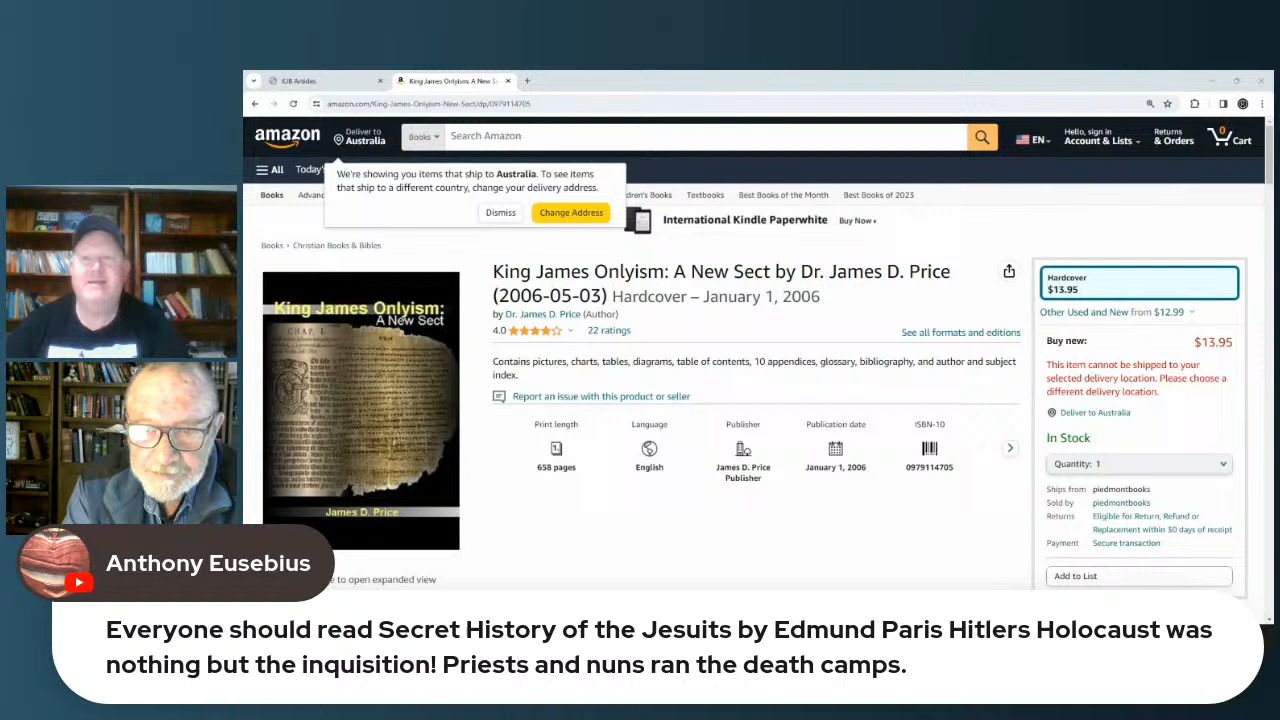 KJB Articles
King James Onlyism: A New S
amazon.com/King-James-Onlyism-New-Sect/dp/0979114705
amazon
Deliver to
Australia
Books
Search Amazon
EN
Hello, sign in
Account & Lists
Returns
& Orders
0
Cart
All
Today's
We're showing you items that ship to Australia. To see items
that ship to a different country, change your delivery address.
Dismiss
Change Address
Books
Advanc
dren's Books
Textbooks
Best Books of the Month
Best Books of 2023
International Kindle Paperwhite
Buy Now
Books › Christian Books & Bibles
King James Onlyism:
A New Sect
CHAP. I.
James D. Price
King James Onlyism: A New Sect by Dr. James D. Price
(2006-05-03) Hardcover – January 1, 2006
by Dr. James D. Price (Author)
4.0
22 ratings
See all formats and editions
Contains pictures, charts, tables, diagrams, table of contents, 10 appendices, glossary, bibliography, and author and subject
index.
Report an issue with this product or seller
Print length
Language
Publisher
Publication date
ISBN-10
658 pages
English
James D. Price
Publisher
January 1, 2006
0979114705
Hardcover
$13.95
Other Used and New from $12.99
Buy new:
$13.95
This item cannot be shipped to your
selected delivery location. Please choose a
different delivery location.
Deliver to Australia
In Stock
Quantity: 1
Ships from
piedmontbooks
Sold by
piedmontbooks
Returns
Eligible for Return, Refund or
Replacement within 30 days of receipt
Payment
Secure transaction
Add to List
e to open expanded view
Anthony Eusebius
Everyone should read Secret History of the Jesuits by Edmund Paris Hitlers Holocaust was
nothing but the inquisition! Priests and nuns ran the death camps.